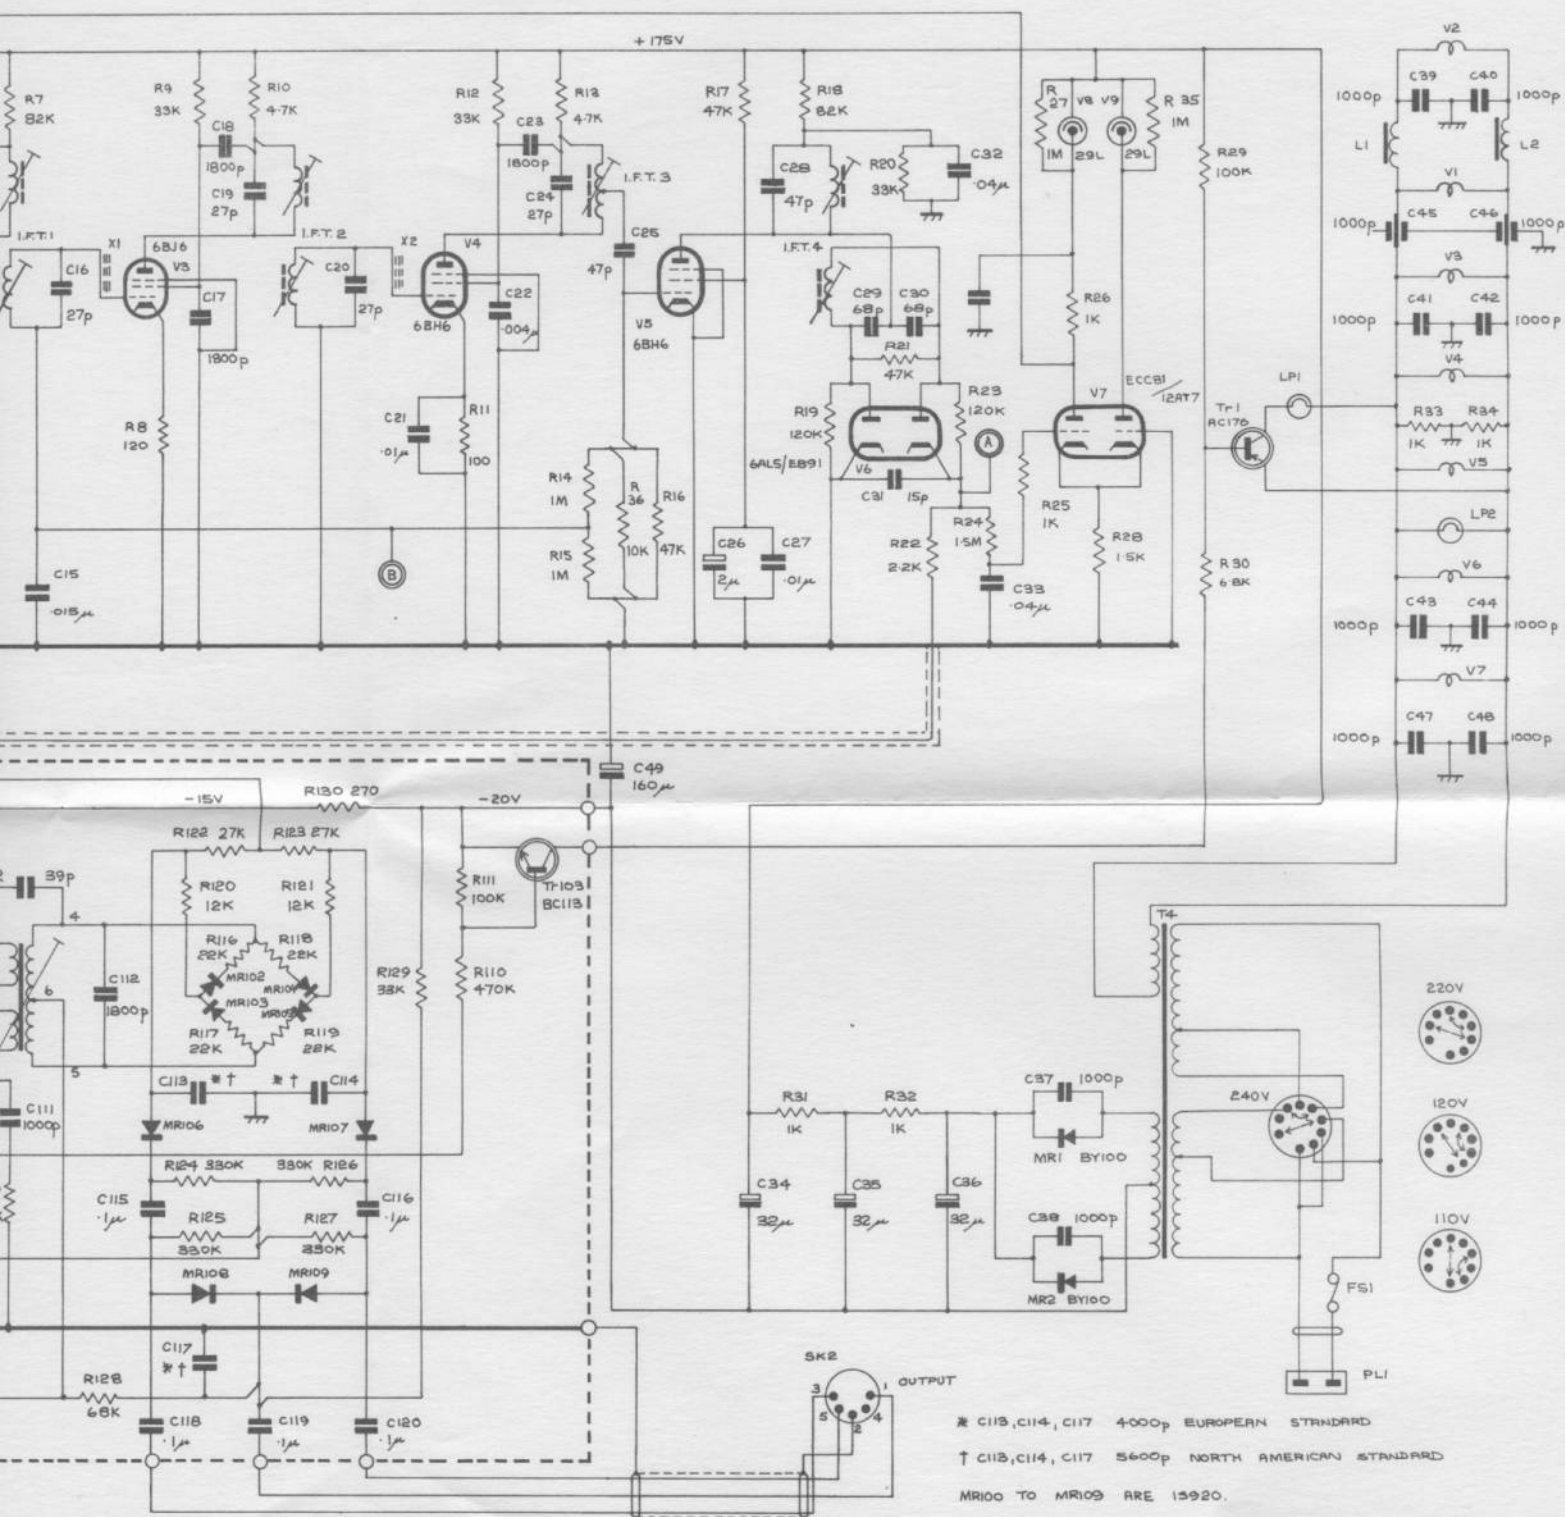 +175V
R7
82K
R9
33K
R10
4·7K
C18
1800p
C19
27p
R12
33K
C23
1800p
R13
4·7K
C24
27p
I.F.T.3
R17
47K
R18
82K
C28
47p
R20
33K
C32
·04µ
R
27
1M
V8
V9
29L
29L
R 35
1M
R29
100K
V2
C39
C40
1000p
1000p
L1
L2
V1
C45
C46
1000p
1000p
V3
C41
C42
1000p
1000p
V4
R33
R34
1K
1K
V5
LP2
V6
C43
C44
1000p
1000p
V7
C47
C48
1000p
1000p
I.F.T.1
C16
27p
X1
6BJ6
V3
C17
1800p
I.F.T.2
C20
27p
X2
V4
6BH6
C22
·004µ
C25
47p
V5
6BH6
I.F.T.4
C29
68p
C30
68p
R21
47K
R26
1K
R8
120
C21
·01µ
R11
100
R19
120K
R23
120K
A
6AL5/EB91
V6
C31
15p
V7
ECC81/12AT7
Tr1
AC176
LP1
R14
1M
R
36
10K
R16
47K
R15
1M
C26
2µ
C27
·01µ
R22
2.2K
R24
1·5M
R25
1K
C33
·04µ
R28
1·5K
R30
6·8K
B
C15
·015µ
C49
160µ
-15V
R130 270
-20V
R122 27K
R123 27K
39p
R120
12K
R121
12K
R111
100K
Tr103
BC113
4
6
5
C112
1800p
R116
22K
R118
22K
MR102
MR104
MR103
R117
22K
R119
22K
R129
33K
R110
470K
C113
* †
* †
C114
C111
1000p
MR106
MR107
R124 330K
330K R126
C115
·1µ
C116
·1µ
R125
330K
R127
330K
MR108
MR109
C117
* †
R128
68K
C118
·1µ
C119
·1µ
C120
·1µ
T4
R31
1K
R32
1K
C34
32µ
C35
32µ
C36
32µ
C37
1000p
MR1 BY100
C38
1000p
MR2 BY100
240V
220V
120V
110V
FS1
PL1
SK2
OUTPUT
3
1
5
4
2
* C113, C114, C117 4000p EUROPEAN STANDARD
† C113, C114, C117 5600p NORTH AMERICAN STANDARD
MR100 TO MR109 ARE 1S920.